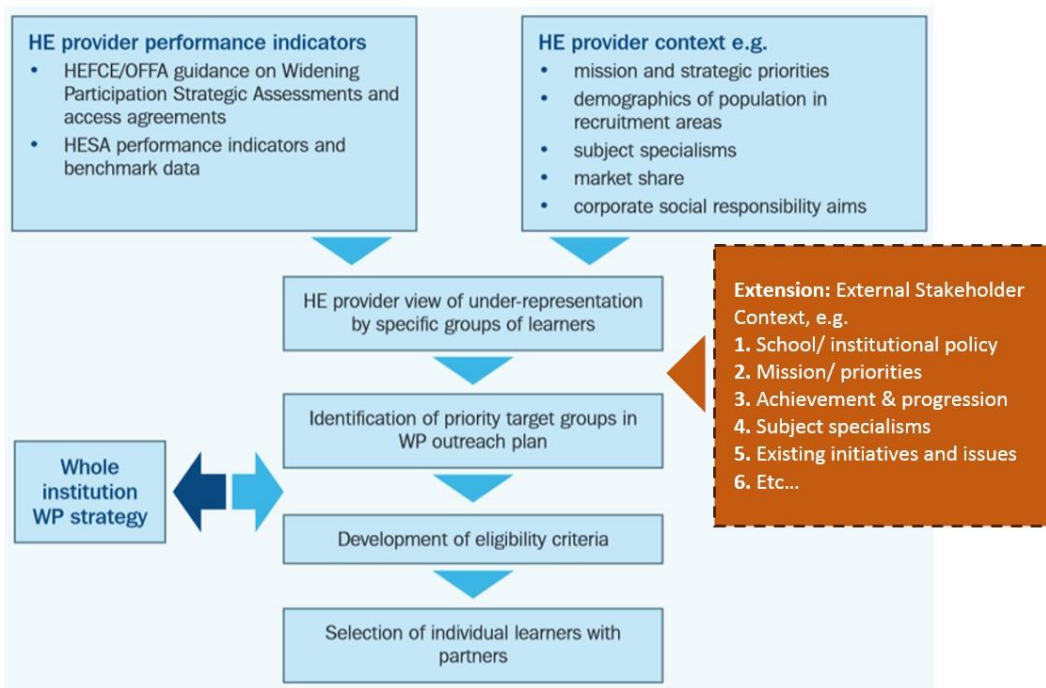 HE provider performance indicators
• HEFCE/OFFA guidance on Widening
Participation Strategic Assessments and
access agreements
• HESA performance indicators and
benchmark data
HE provider context e.g.
• mission and strategic priorities
• demographics of population in
recruitment areas
• subject specialisms
• market share
• corporate social responsibility aims
HE provider view of under-representation
by specific groups of learners
Extension: External Stakeholder
Context, e.g.
1. School/ institutional policy
2. Mission/ priorities
3. Achievement & progression
4. Subject specialisms
5. Existing initiatives and issues
6. Etc...
Identification of priority target groups in
WP outreach plan
Whole
institution
WP strategy
Development of eligibility criteria
Selection of individual learners with
partners